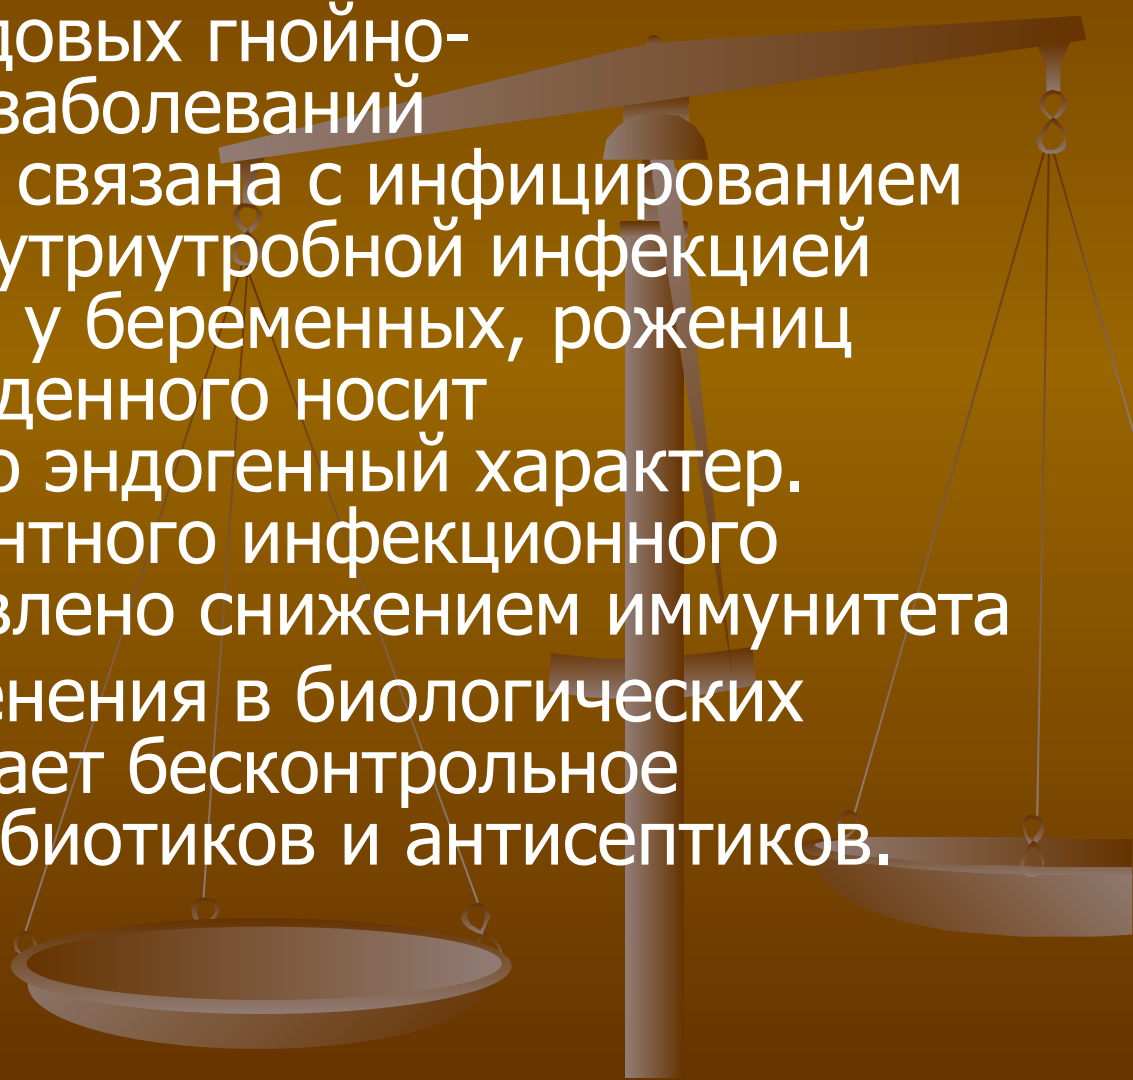 довых гнойно-
заболеваний
связана с инфицированием
утриутробной инфекцией
у беременных, рожениц
денного носит
о эндогенный характер.
нтного инфекционного
влено снижением иммунитета
енения в биологических
ает бесконтрольное
биотиков и антисептиков.